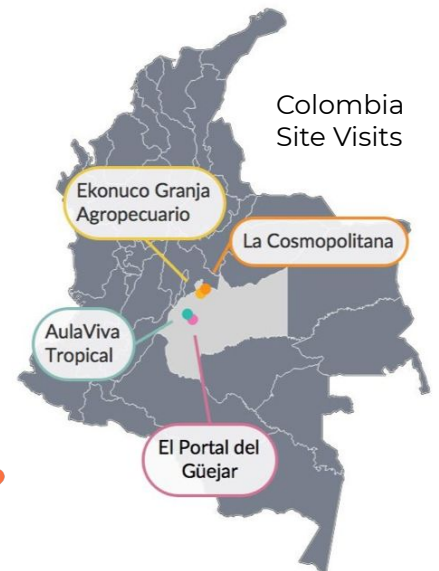 Colombia
Site Visits
Ekonuco Granja
Agropecuario
La Cosmopolitana
AulaViva
Tropical
El Portal del
Güejar